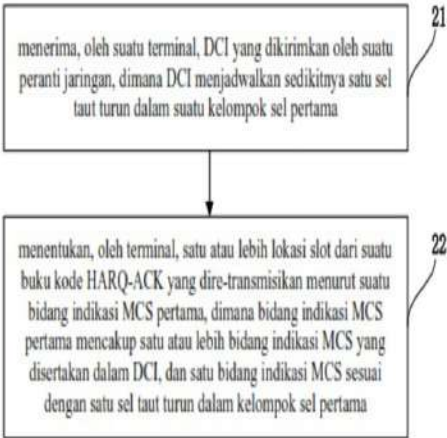 21
menerima, oleh suatu terminal, DCI yang dikirimkan oleh suatu
peranti jaringan, dimana DCI menjadwalkan sedikitnya satu sel
taut turun dalam suatu kelompok sel pertama
22
menentukan, oleh terminal, satu atau lebih lokasi slot dari suatu
buku kode HARQ-ACK yang dire-transmisikan menurut suatu
bidang indikasi MCS pertama, dimana bidang indikasi MCS
pertama mencakup satu atau lebih bidang indikasi MCS yang
disertakan dalam DCI, dan satu bidang indikasi MCS sesuai
dengan satu sel taut turun dalam kelompok sel pertama